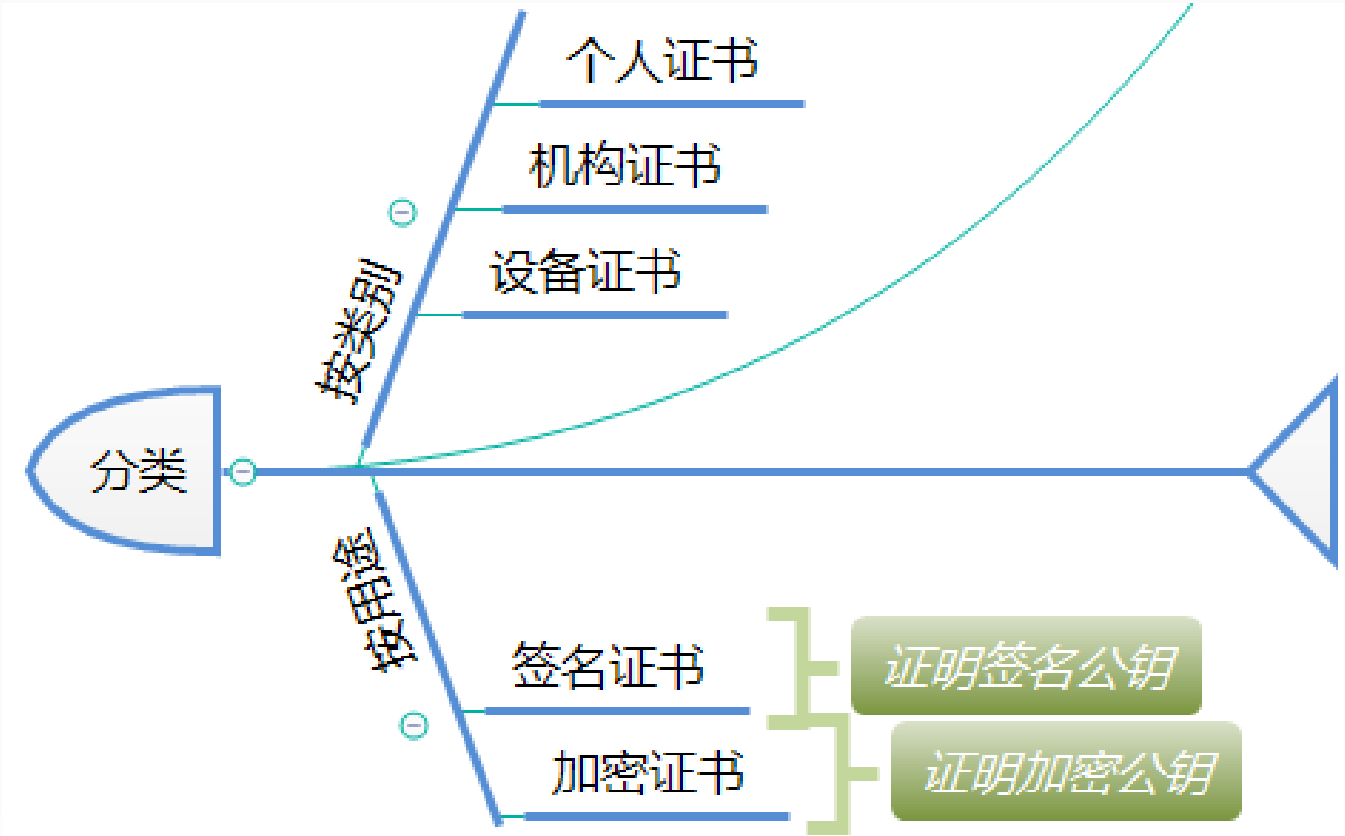 个人证书
机构证书
设备证书
按类别
分类
按用途
签名证书
证明签名公钥
加密证书
证明加密公钥